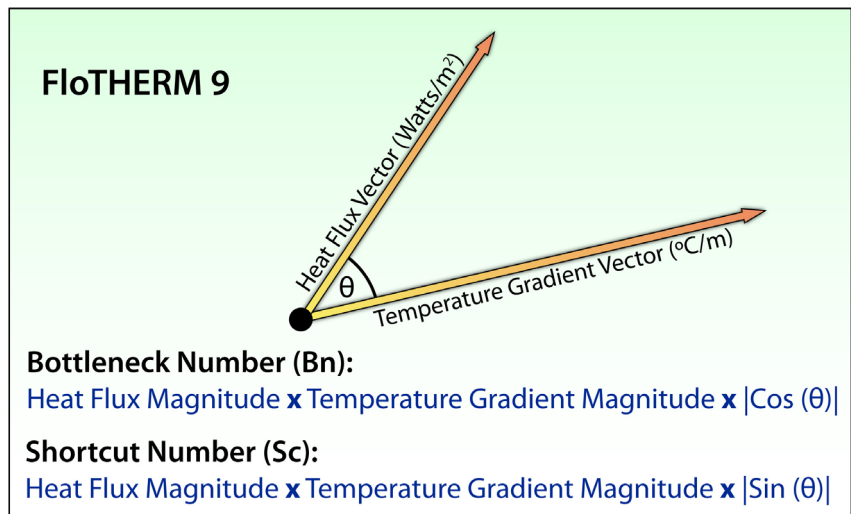 FloTHERM 9
Heat Flux Vector (Watts/m²)
θ
Temperature Gradient Vector (ºC/m)
Bottleneck Number (Bn):
Heat Flux Magnitude x Temperature Gradient Magnitude x |Cos (θ)|
Shortcut Number (Sc):
Heat Flux Magnitude x Temperature Gradient Magnitude x |Sin (θ)|